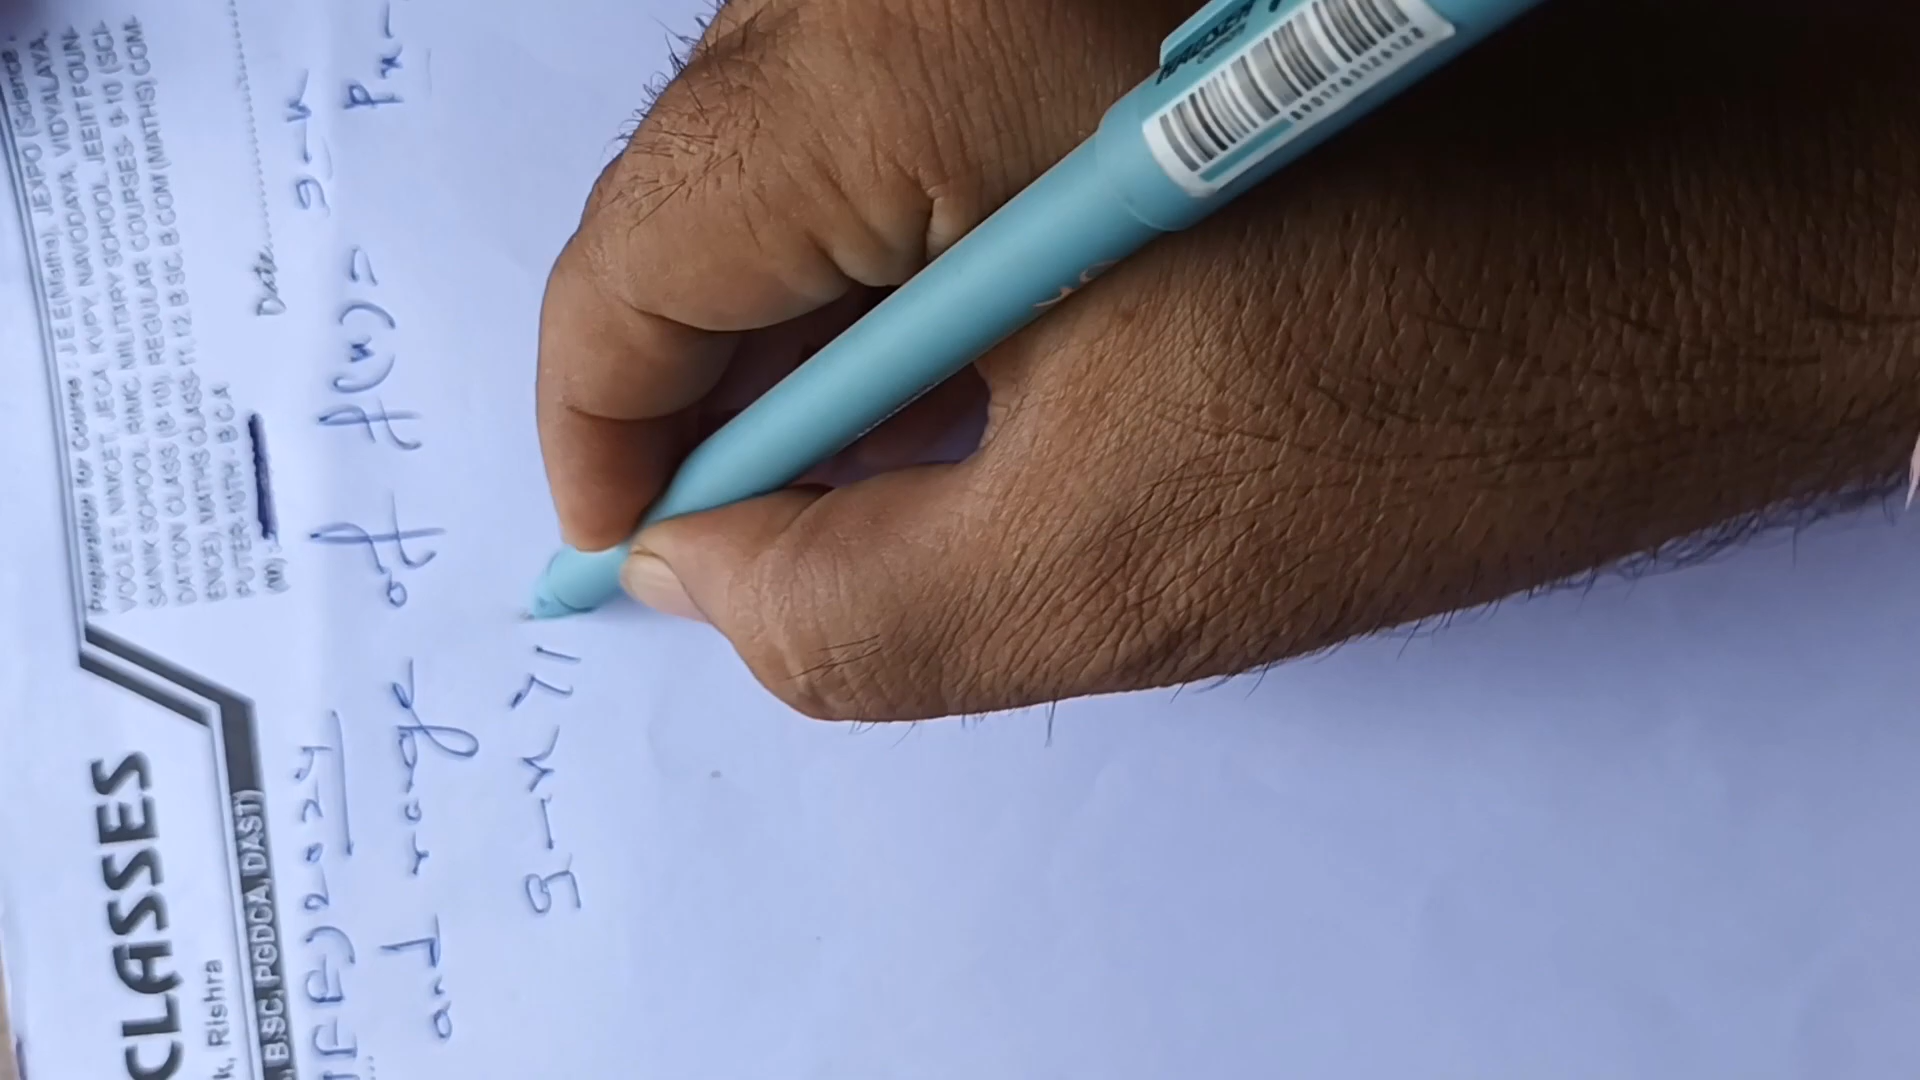 CLASSES
k, Rishra
B.SC, PGDCA, DAST)
Preparation for Course : J E E(Maths), JEXPO (Science
VOCLET, NIMCET, JECA, KVPY, NAVODAYA VIDYALAYA,
SANIK SCHOOL, RIMC, MILITARY SCHOOL, JEE/IIT FOUN-
DATION CLASS (8-10), REGULAR COURSES- 9-10 (SCI-
ENCE), MATHS CLASS- 11, 12 B.SC, B.COM (MATHS) COM
PUTER-10TH - BCA
(M) :
Date
2024 9-x
and range of f(x) = P x-
9-x ⩾ 1